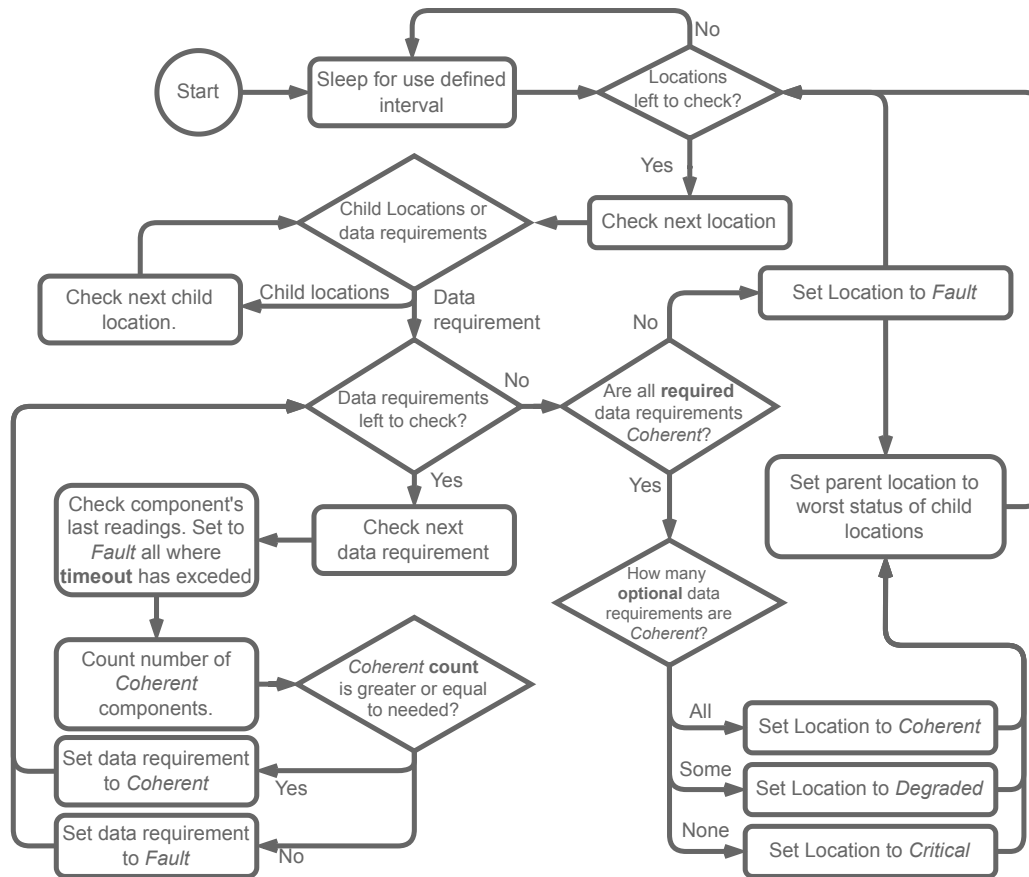 No
Start
Sleep for use defined
interval
Locations
left to check?
Yes
Child Locations or
data requirements
Check next location
Check next child
location.
Child locations
Data
requirement
No
Set Location to Fault
Data requirements
left to check?
No
Are all required
data requirements
Coherent?
Yes
Yes
Set parent location to
worst status of child
locations
Check component's
last readings. Set to
Fault all where
timeout has exceded
Check next
data requirement
How many
optional data
requirements are
Coherent?
Count number of
Coherent
components.
Coherent count
is greater or equal
to needed?
All
Set Location to Coherent
Set data requirement
to Coherent
Yes
Some
Set Location to Degraded
Set data requirement
to Fault
No
None
Set Location to Critical